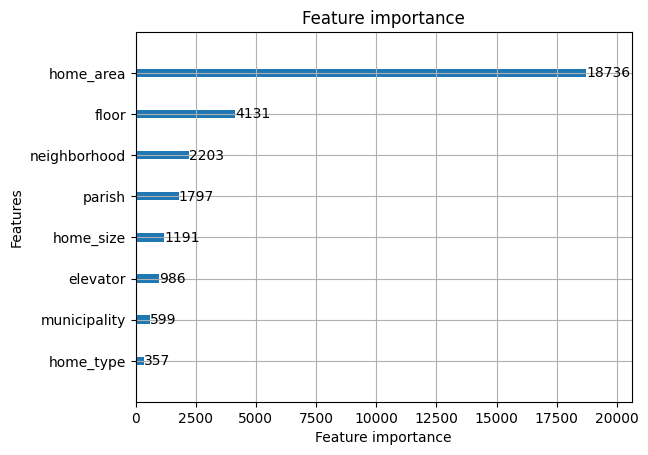 Feature importance
home_area 18736
floor 4131
neighborhood 2203
parish 1797
home_size 1191
elevator 986
municipality 599
home_type 357
Features
0 2500 5000 7500 10000 12500 15000 17500 20000
Feature importance